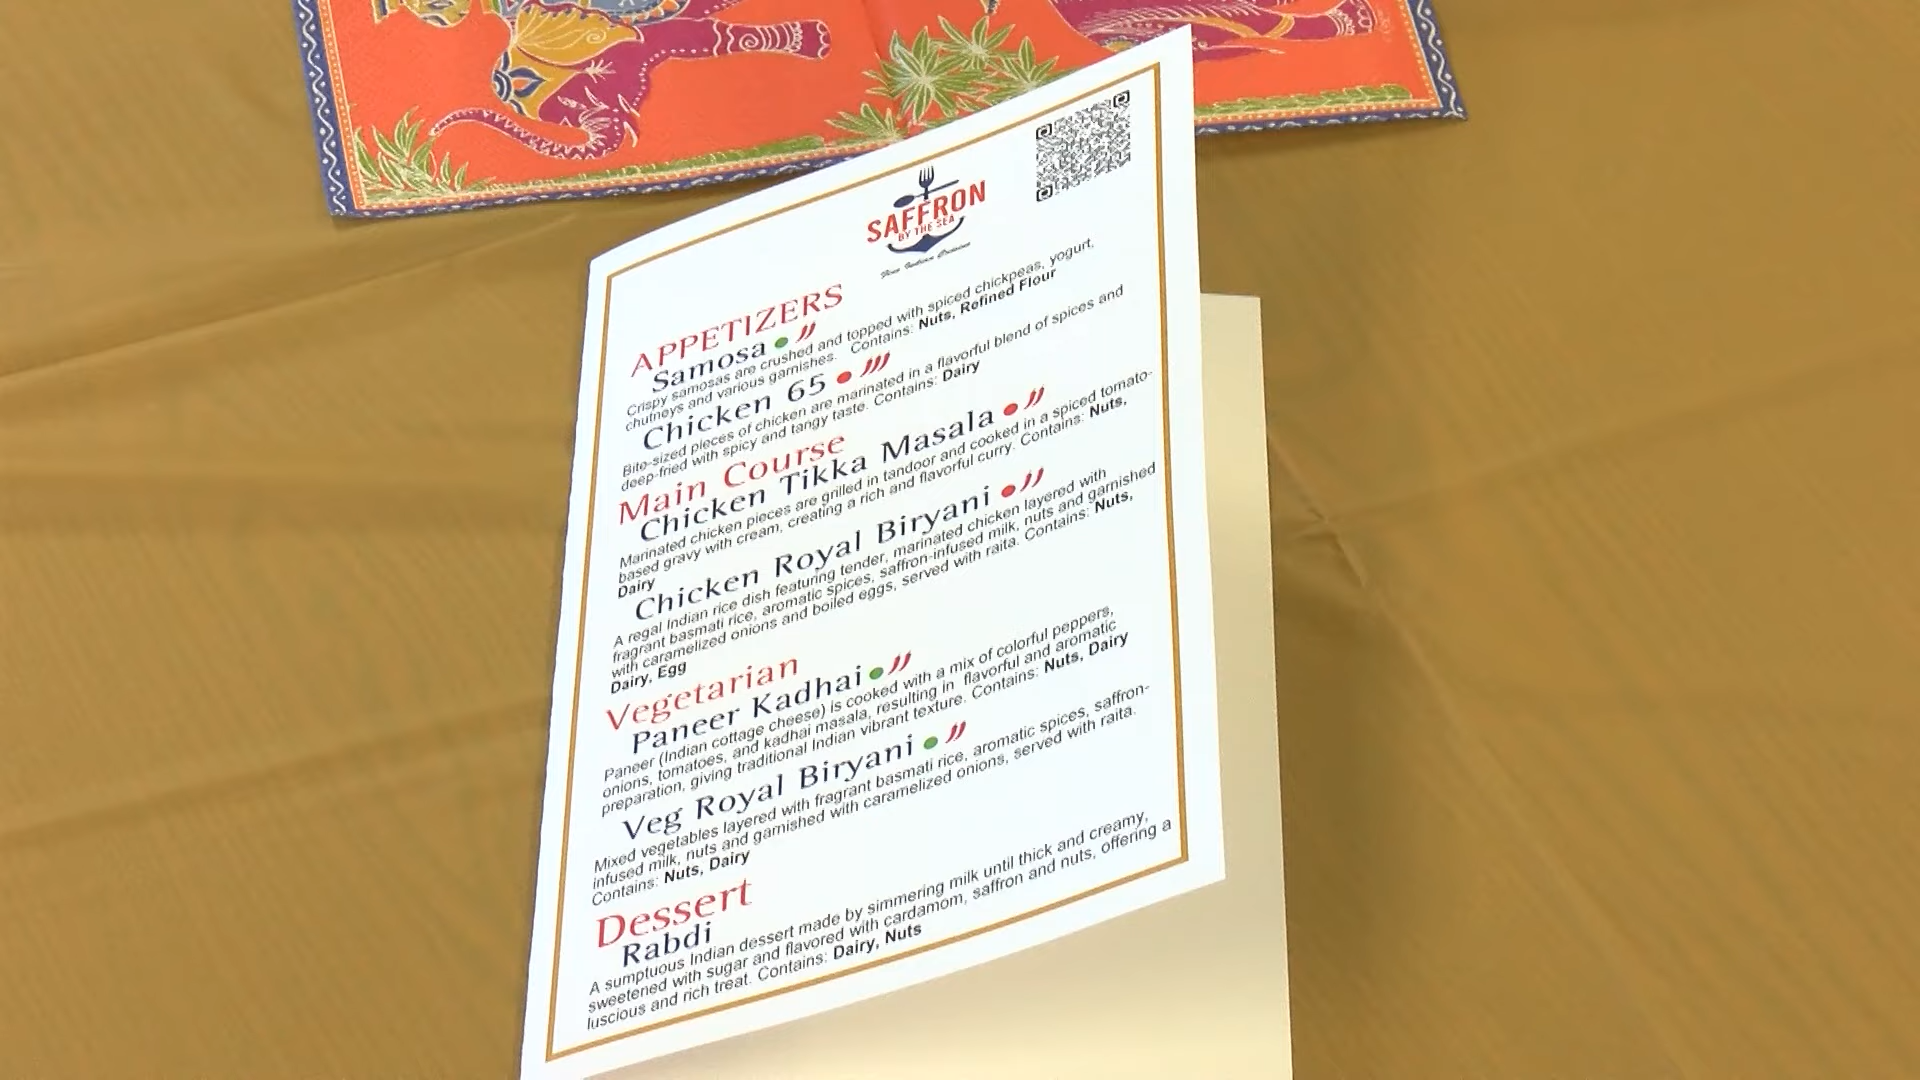 SAFFRON
BY THE SEA
Fine Indian Cuisine
APPETIZERS
Samosa
Crispy samosas are crushed and topped with spiced chickpeas, yogurt,
chutneys and various garnishes. Contains: Nuts, Refined Flour
Chicken 65
Bite-sized pieces of chicken are marinated in a flavorful blend of spices and
deep-fried with spicy and tangy taste. Contains: Dairy
Main Course
Chicken Tikka Masala
Marinated chicken pieces are grilled in tandoor and cooked in a spiced tomato-
based gravy with cream, creating a rich and flavorful curry. Contains: Nuts,
Dairy
Chicken Royal Biryani
A regal Indian rice dish featuring tender, marinated chicken layered with
fragrant basmati rice, aromatic spices, saffron-infused milk, nuts and garnished
with caramelized onions and boiled eggs, served with raita. Contains: Nuts,
Dairy, Egg
Vegetarian
Paneer Kadhai
Paneer (Indian cottage cheese) is cooked with a mix of colorful peppers,
onions, tomatoes, and kadhai masala, resulting in flavorful and aromatic
preparation, giving traditional Indian vibrant texture. Contains: Nuts, Dairy
Veg Royal Biryani
Mixed vegetables layered with fragrant basmati rice, aromatic spices, saffron-
infused milk, nuts and garnished with caramelized onions, served with raita.
Contains: Nuts, Dairy
Dessert
Rabdi
A sumptuous Indian dessert made by simmering milk until thick and creamy,
sweetened with sugar and flavored with cardamom, saffron and nuts, offering a
luscious and rich treat. Contains: Dairy, Nuts